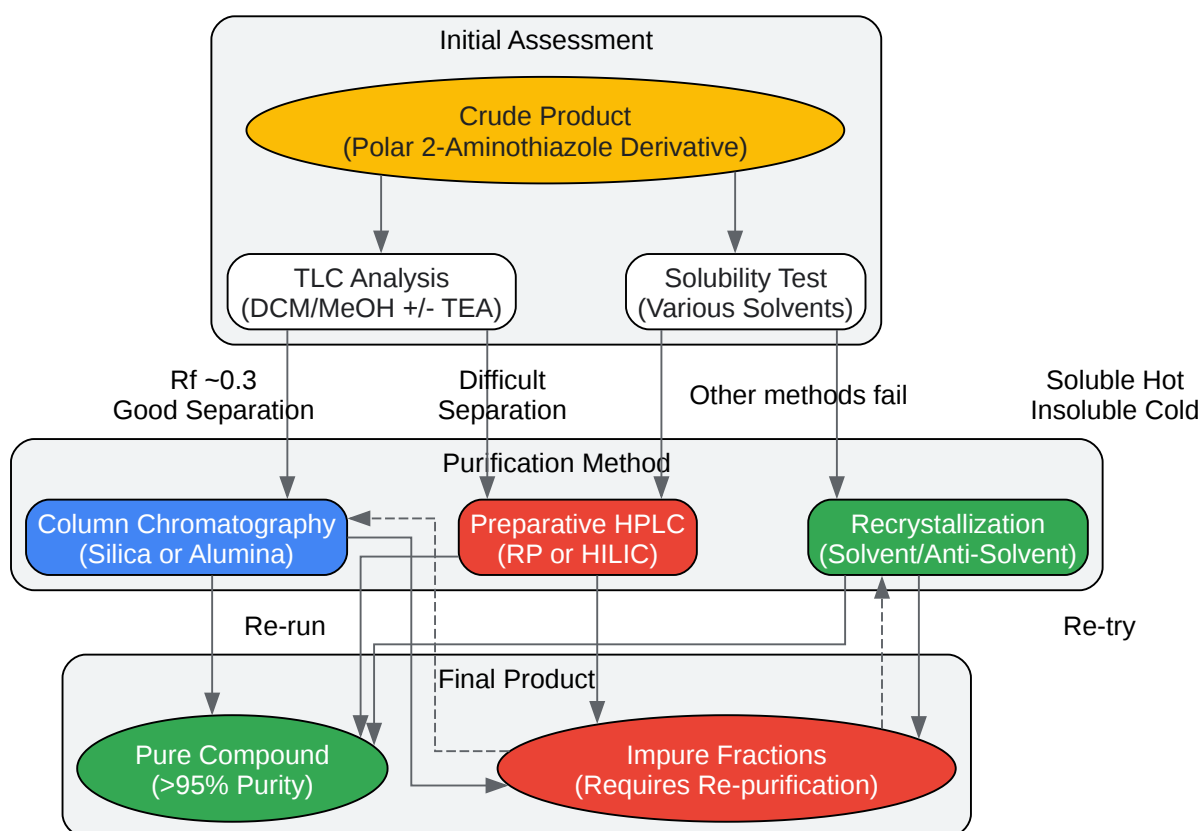 Initial Assessment
Crude Product
(Polar 2-Aminothiazole Derivative)
TLC Analysis
(DCM/MeOH +/- TEA)
Solubility Test
(Various Solvents)
Rf ~0.3
Good Separation
Difficult
Separation
Other methods fail
Soluble Hot
Insoluble Cold
Purification Method
Column Chromatography
(Silica or Alumina)
Preparative HPLC
(RP or HILIC)
Recrystallization
(Solvent/Anti-Solvent)
Re-run
Re-try
Final Product
Pure Compound
(>95% Purity)
Impure Fractions
(Requires Re-purification)